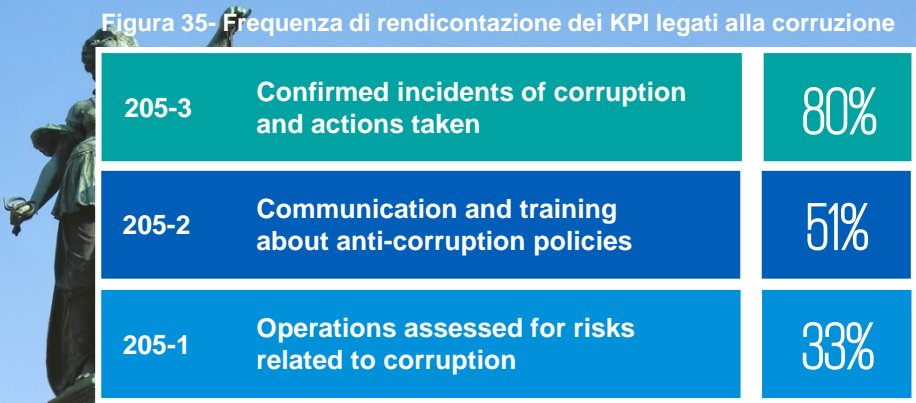 Figura 35- Frequenza di rendicontazione dei KPI legati alla corruzione
205-3
Confirmed incidents of corruption
and actions taken
80%
205-2
Communication and training
about anti-corruption policies
51%
205-1
Operations assessed for risks
related to corruption
33%